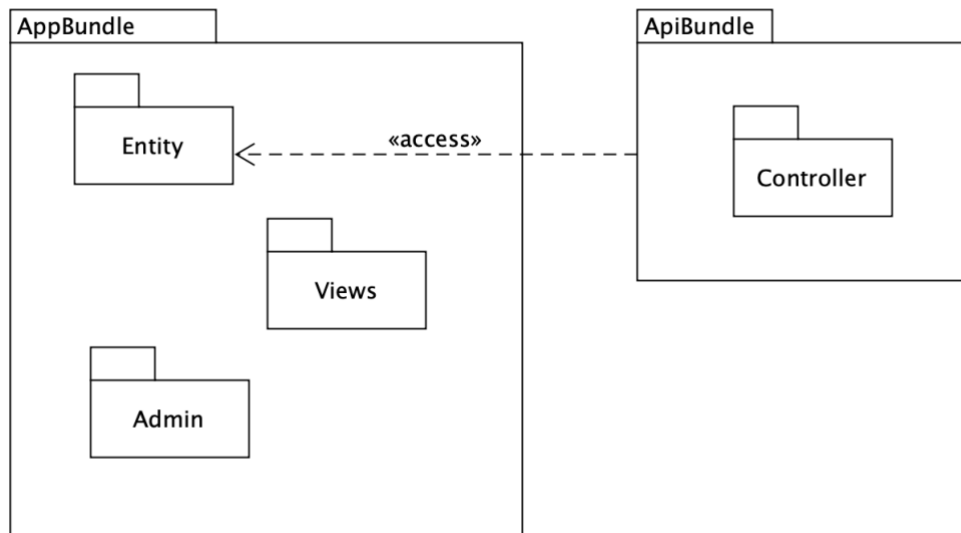 AppBundle
ApiBundle
Entity
«access»
Controller
Views
Admin